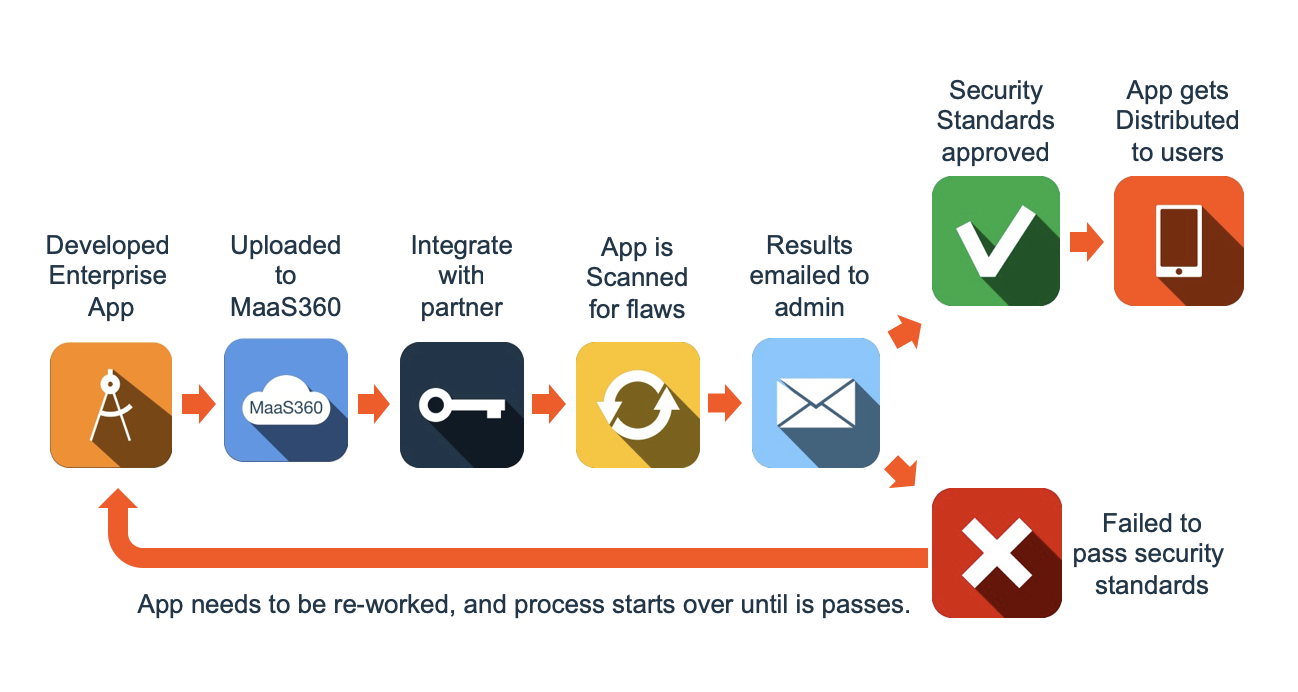 Developed
Enterprise
App
Uploaded
to
MaaS360
MaaS360
Integrate
with
partner
App is
Scanned
for flaws
Results
emailed to
admin
Security
Standards
approved
App gets
Distributed
to users
Failed to
pass security
standards
App needs to be re-worked, and process starts over until is passes.